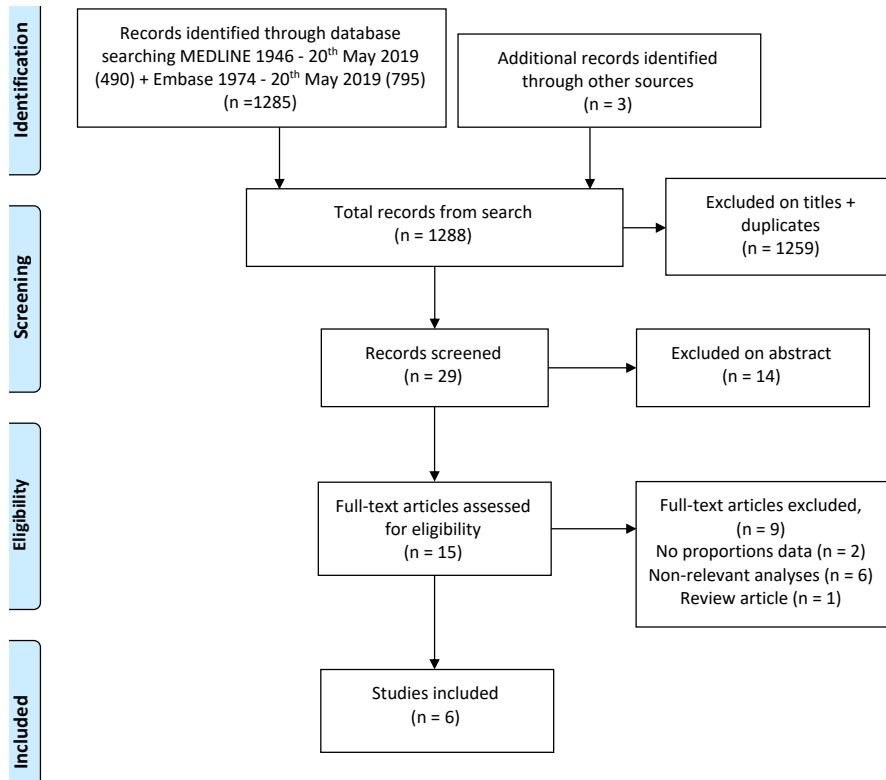 Identification
Records identified through database
searching MEDLINE 1946 - 20th May 2019
(490) + Embase 1974 - 20th May 2019 (795)
(n =1285)
Additional records identified
through other sources
(n = 3)
Screening
Total records from search
(n = 1288)
Excluded on titles +
duplicates
(n = 1259)
Records screened
(n = 29)
Excluded on abstract
(n = 14)
Eligibility
Full-text articles assessed
for eligibility
(n = 15)
Full-text articles excluded,
(n = 9)
No proportions data (n = 2)
Non-relevant analyses (n = 6)
Review article (n = 1)
Included
Studies included
(n = 6)